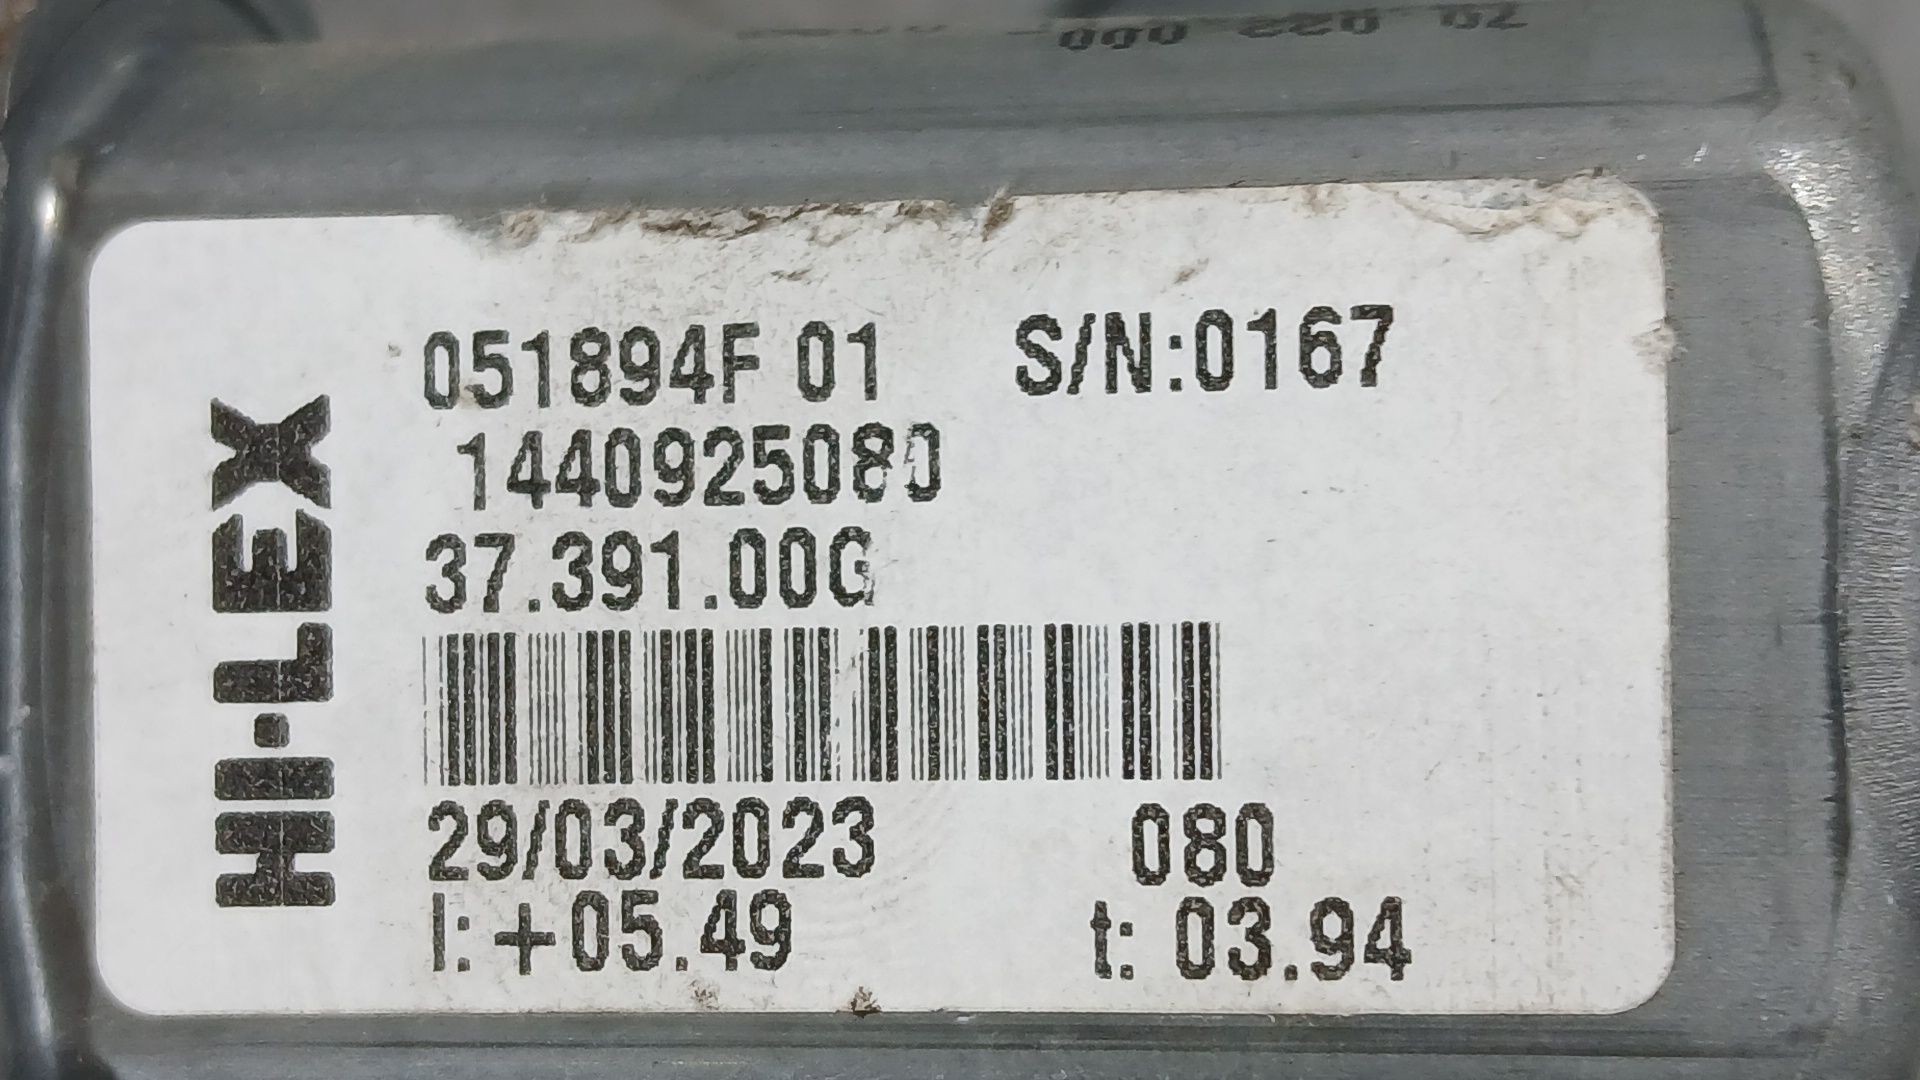 HI-LEX
051894F 01 S/N:0167
1440925080
37.391.00G
29/03/2023 080
I:+05.49 t: 03.94